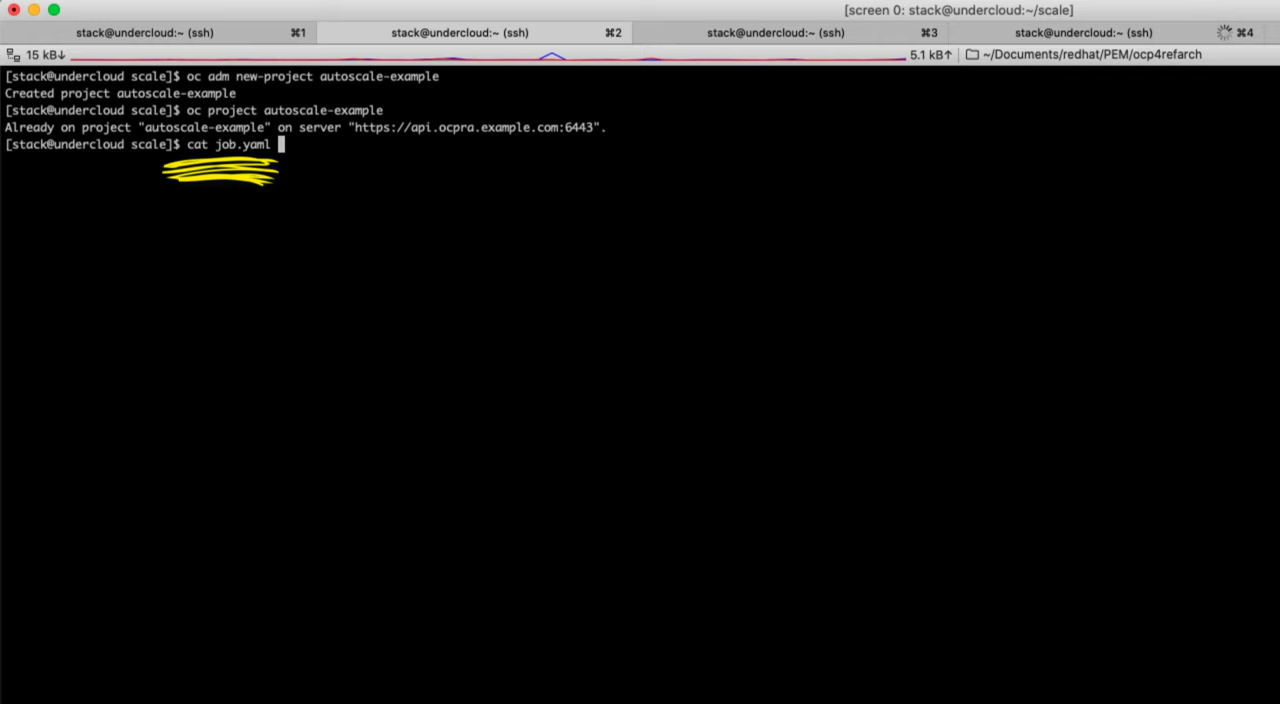 [screen 0: stack@undercloud:~/scale]
stack@undercloud:~ (ssh) ⌘1 stack@undercloud:~ (ssh) ⌘2 stack@undercloud:~ (ssh) ⌘3 stack@undercloud:~ (ssh) ⌘4
15 kB↓ 5.1 kB↑ ~/Documents/redhat/PEM/ocp4refarch
[stack@undercloud scale]$ oc adm new-project autoscale-example
Created project autoscale-example
[stack@undercloud scale]$ oc project autoscale-example
Already on project "autoscale-example" on server "https://api.ocpra.example.com:6443".
[stack@undercloud scale]$ cat job.yaml